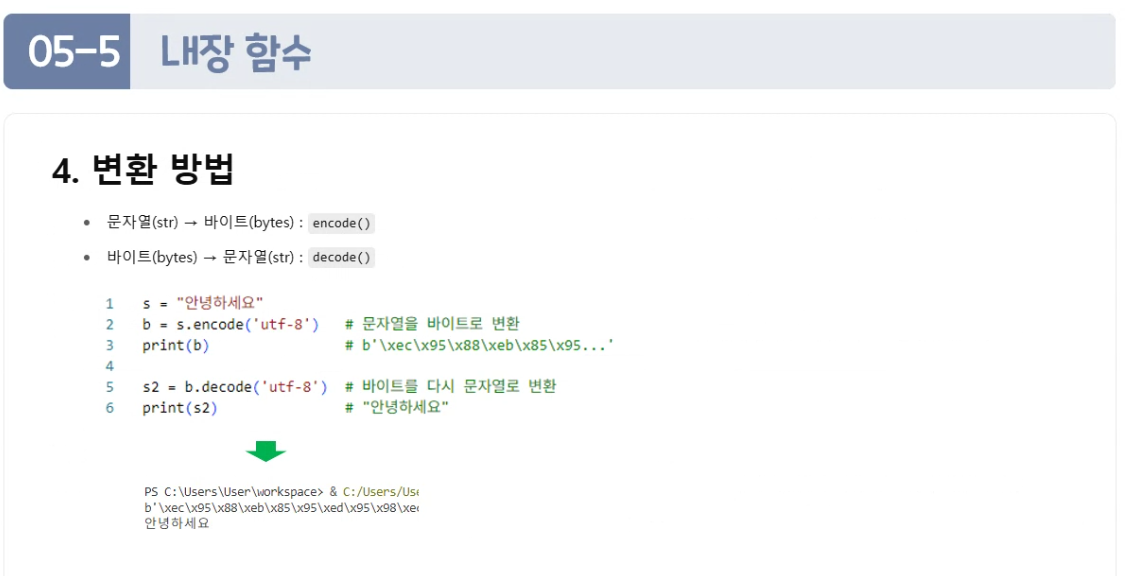 05-5 내장 함수
4. 변환 방법
• 문자열(str) → 바이트(bytes) : encode()
• 바이트(bytes) → 문자열(str) : decode()
1 s = "안녕하세요"
2 b = s.encode('utf-8') # 문자열을 바이트로 변환
3 print(b) # b'\xec\x95\x88\xeb\x85\x95...'
4
5 s2 = b.decode('utf-8') # 바이트를 다시 문자열로 변환
6 print(s2) # "안녕하세요"
PS C:\Users\User\workspace> & C:/Users/Use
b'\xec\x95\x88\xeb\x85\x95\xed\x95\x98\xec
안녕하세요